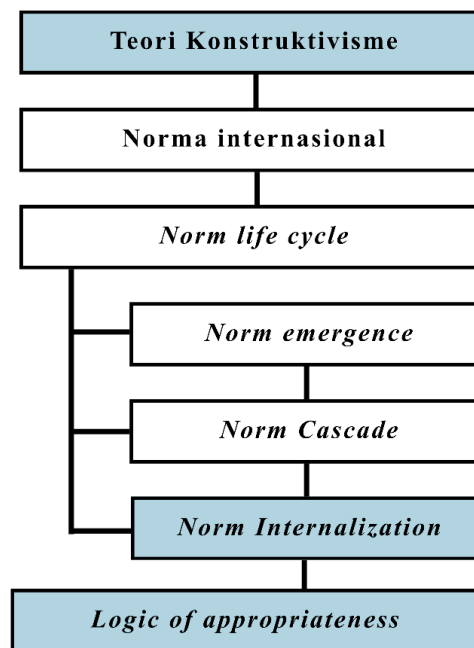 Teori Konstruktivisme
Norma internasional
Norm life cycle
Norm emergence
Norm Cascade
Norm Internalization
Logic of appropriateness